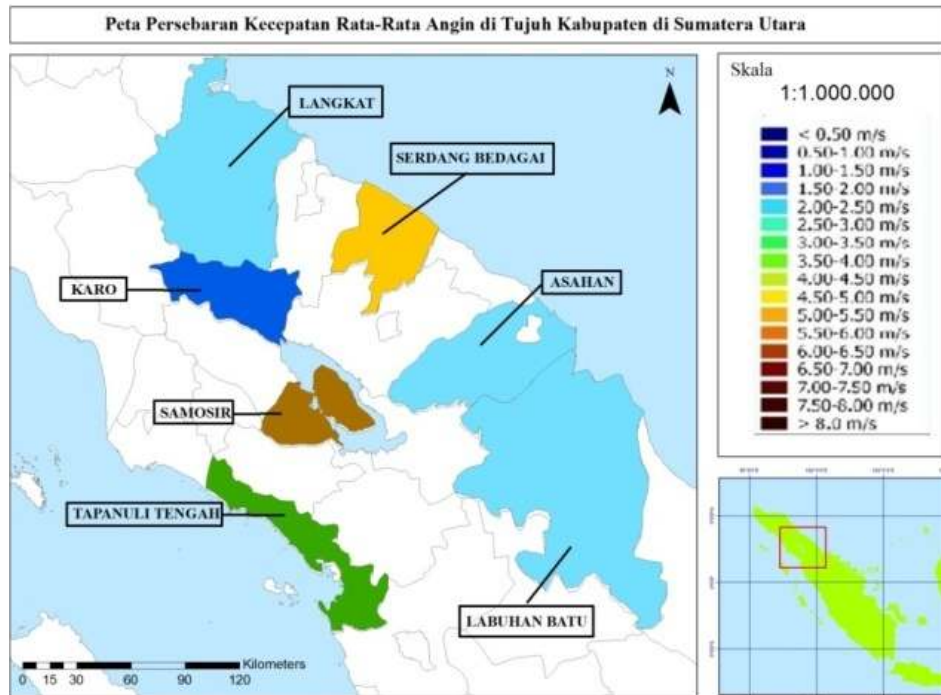 Peta Persebaran Kecepatan Rata-Rata Angin di Tujuh Kabupaten di Sumatera Utara
N
LANGKAT
SERDANG BEDAGAI
KARO
ASAHAN
SAMOSIR
TAPANULI TENGAH
LABUHAN BATU
Kilometers
0 15 30 60 90 120
Skala
1:1.000.000
< 0.50 m/s
0.50-1.00 m/s
1.00-1.50 m/s
1.50-2.00 m/s
2.00-2.50 m/s
2.50-3.00 m/s
3.00-3.50 m/s
3.50-4.00 m/s
4.00-4.50 m/s
4.50-5.00 m/s
5.00-5.50 m/s
5.50-6.00 m/s
6.00-6.50 m/s
6.50-7.00 m/s
7.00-7.50 m/s
7.50-8.00 m/s
> 8.0 m/s